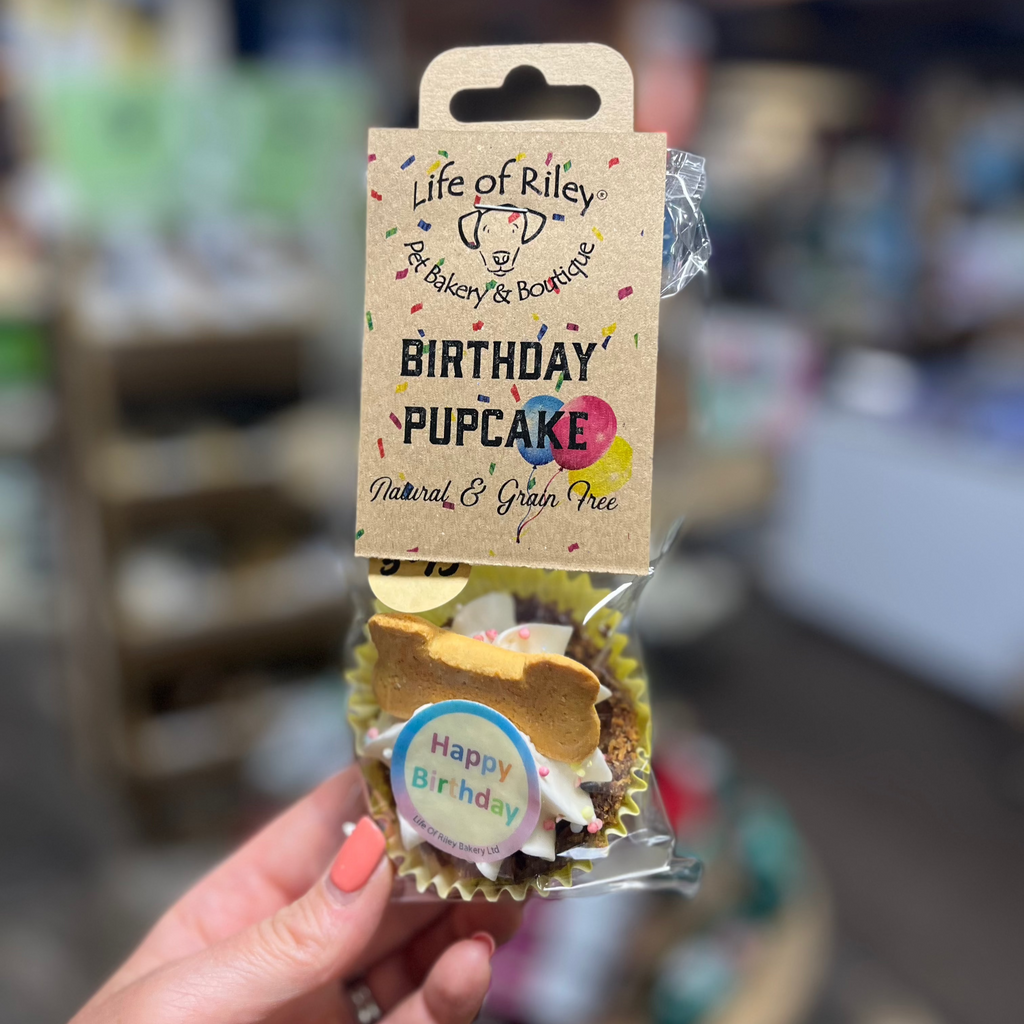 Life of Riley®
Pet Bakery & Boutique
BIRTHDAY
PUPCAKE
Natural & Grain Free
Happy
Birthday
Life Of Riley Bakery Ltd